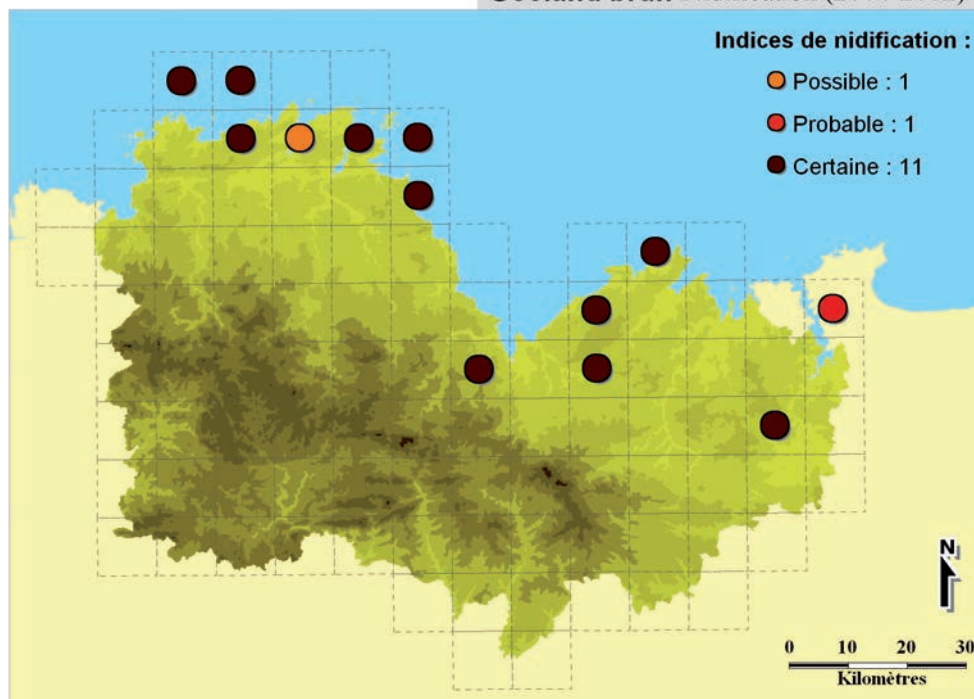 Indices de nidification :
Possible : 1
Probable : 1
Certaine : 11
N
0 10 20 30
Kilomètres